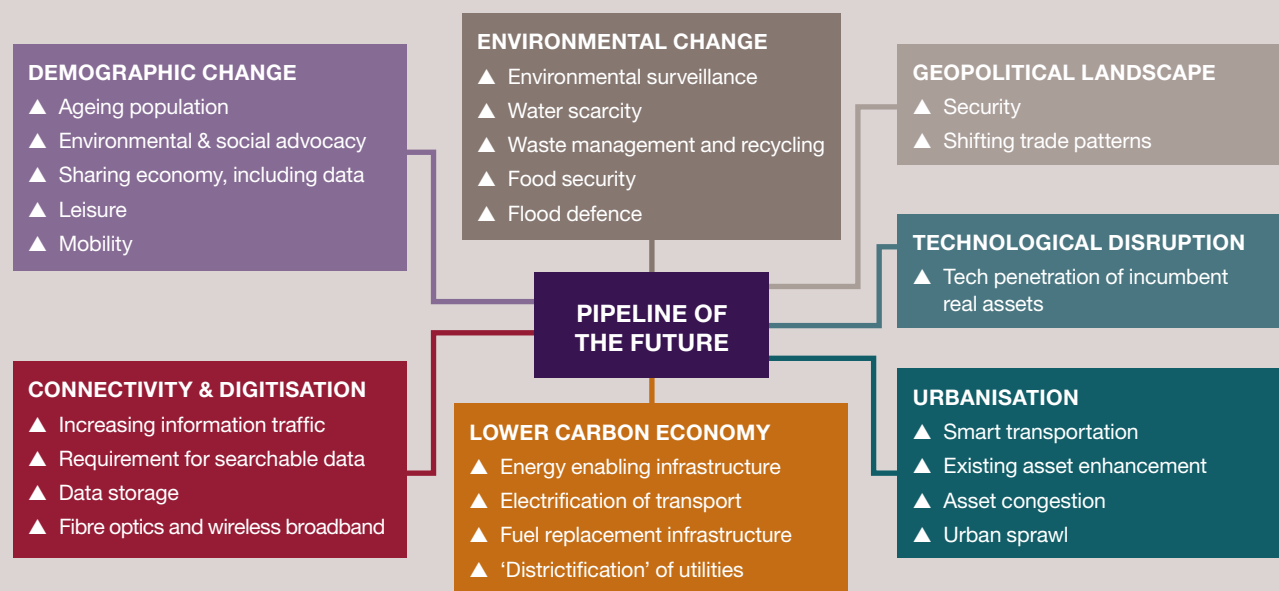 DEMOGRAPHIC CHANGE
▲ Ageing population
▲ Environmental & social advocacy
▲ Sharing economy, including data
▲ Leisure
▲ Mobility
ENVIRONMENTAL CHANGE
▲ Environmental surveillance
▲ Water scarcity
▲ Waste management and recycling
▲ Food security
▲ Flood defence
GEOPOLITICAL LANDSCAPE
▲ Security
▲ Shifting trade patterns
TECHNOLOGICAL DISRUPTION
▲ Tech penetration of incumbent
real assets
PIPELINE OF
THE FUTURE
CONNECTIVITY & DIGITISATION
▲ Increasing information traffic
▲ Requirement for searchable data
▲ Data storage
▲ Fibre optics and wireless broadband
LOWER CARBON ECONOMY
▲ Energy enabling infrastructure
▲ Electrification of transport
▲ Fuel replacement infrastructure
▲ ‘Districtification’ of utilities
URBANISATION
▲ Smart transportation
▲ Existing asset enhancement
▲ Asset congestion
▲ Urban sprawl